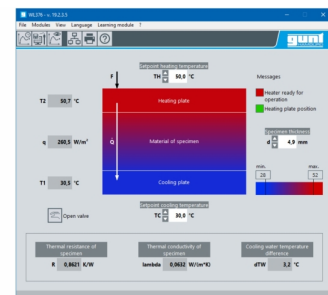 WL376 - v. 19.2.3.5
File Modules View Language Learning module ?
gunt
Setpoint heating temperature
F
TH 50,0 °C
Messages
T2 50,7 °C
Heating plate
Heater ready for
operation
Heating plate position
q 260,5 W/m²
Q
Material of specimen
Specimen thickness
d 4,9 mm
min. max.
28 52
T1 30,5 °C
Cooling plate
Setpoint cooling temperature
Open valve
TC 30,0 °C
Thermal resistance of
specimen
R 0,0621 K/W
Thermal conductivity of
specimen
lambda 0,0632 W/(m*K)
Cooling water temperature
difference
dTW 3,2 °C